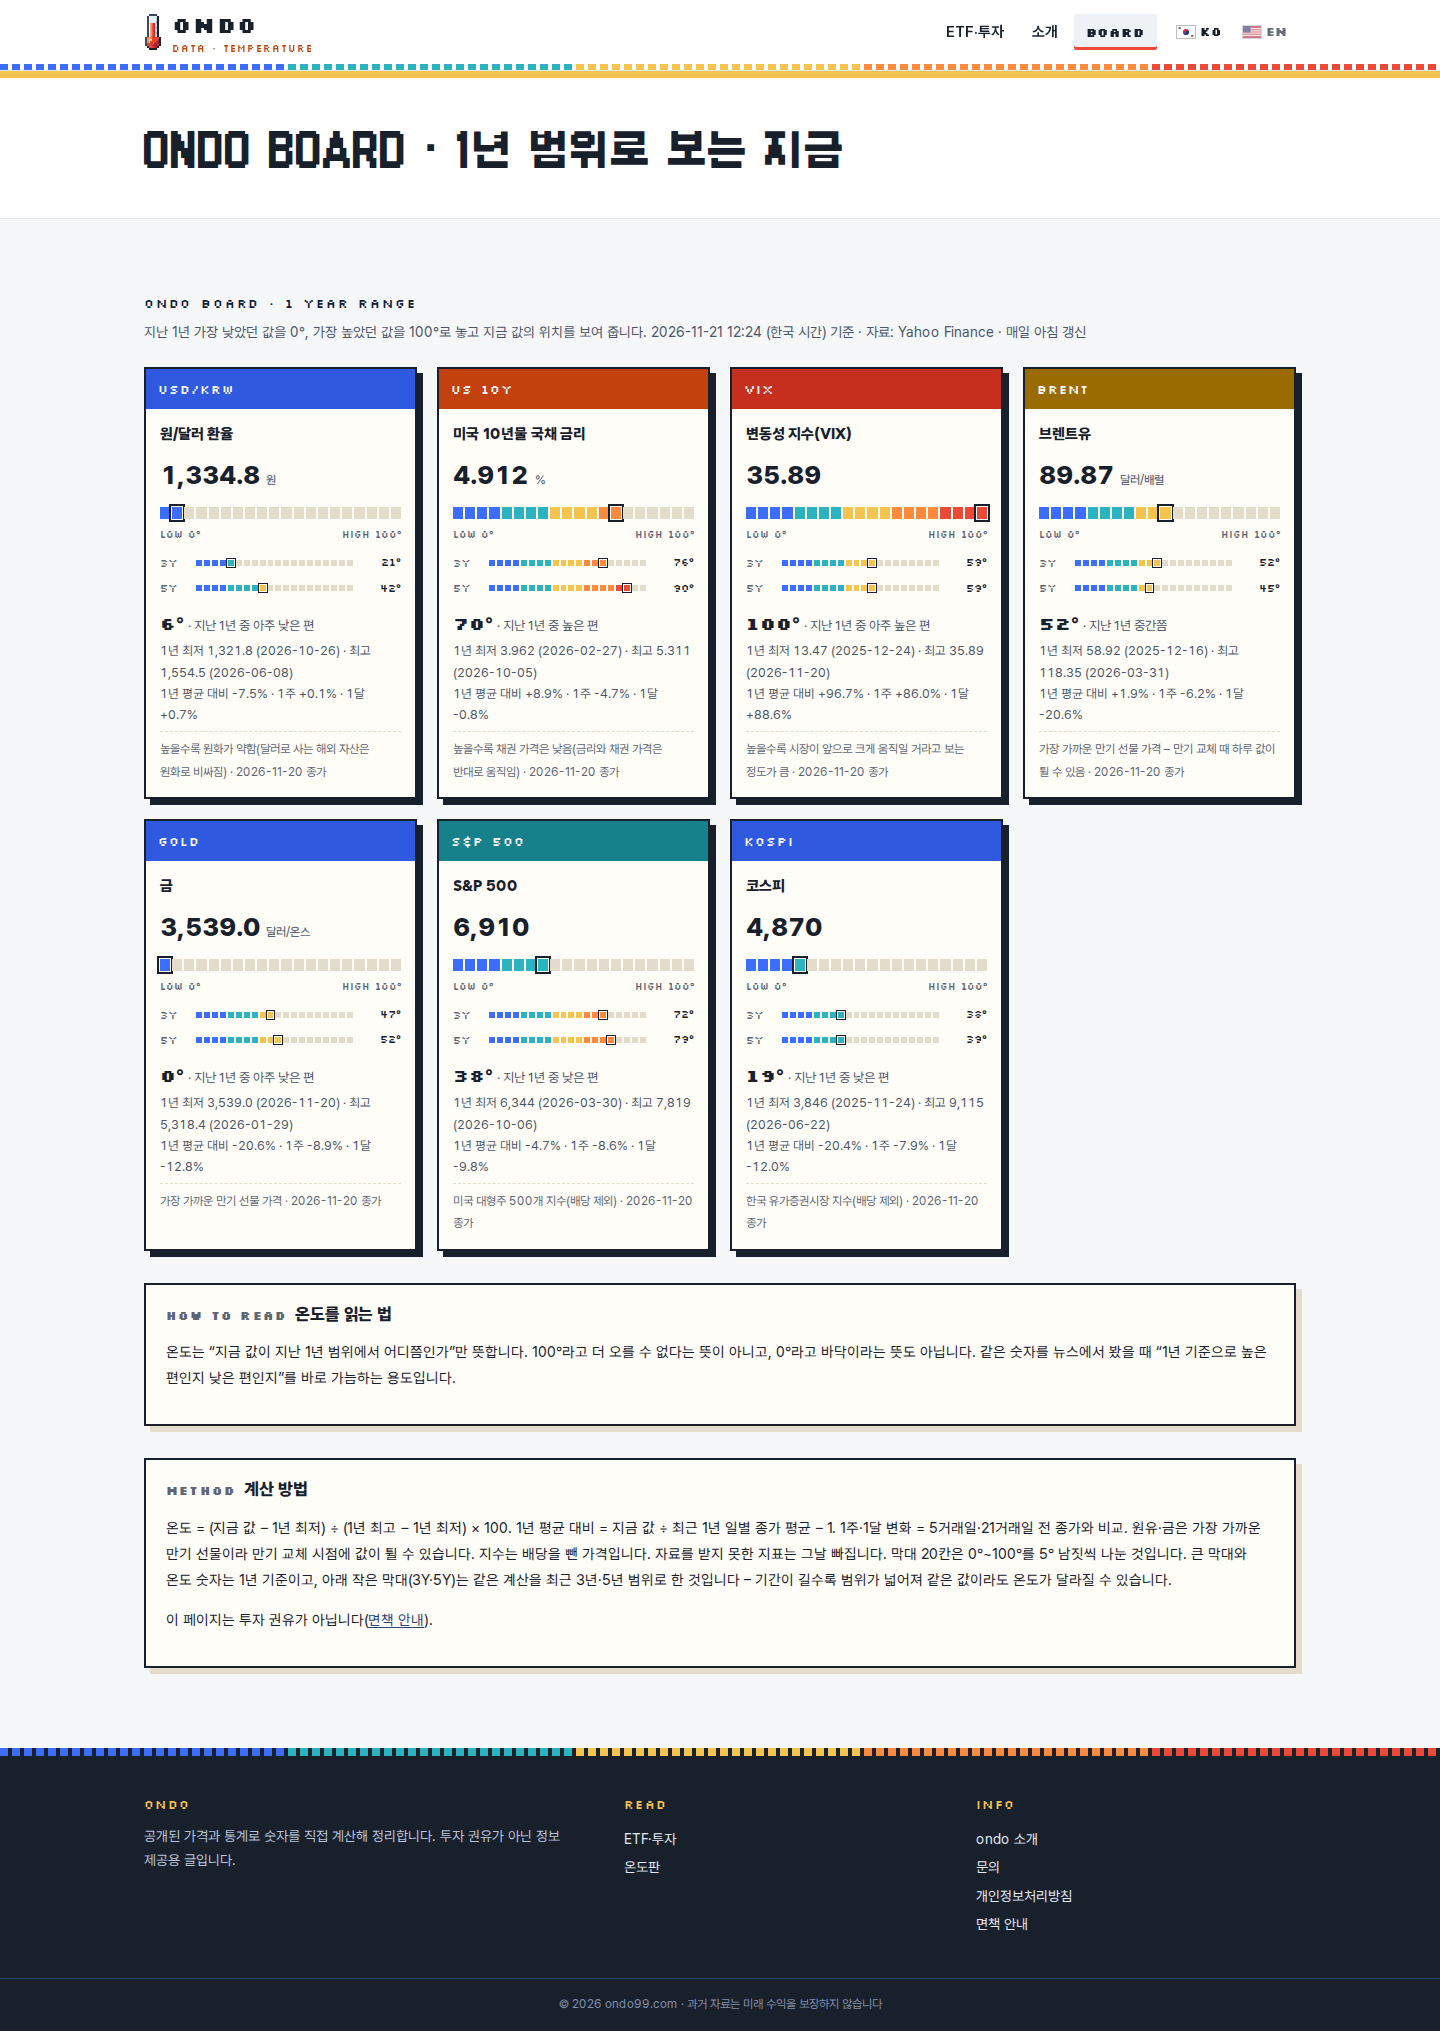 ONDO
DATA · TEMPERATURE
ETF·투자
소개
BOARD
KO
EN
ONDO BOARD · 1년 범위로 보는 지금
ONDO BOARD · 1 YEAR RANGE
지난 1년 가장 낮았던 값을 0°, 가장 높았던 값을 100°로 놓고 지금 값의 위치를 보여 줍니다. 2026-11-21 12:24 (한국 시간) 기준 · 자료: Yahoo Finance · 매일 아침 갱신
USD/KRW
원/달러 환율
1,334.8 원
LOW 0° HIGH 100°
3Y 21°
5Y 42°
6° · 지난 1년 중 아주 낮은 편
1년 최저 1,321.8 (2026-10-26) · 최고
1,554.5 (2026-06-08)
1년 평균 대비 -7.5% · 1주 +0.1% · 1달
+0.7%
높을수록 원화가 약함(달러로 사는 해외 자산은
원화로 비싸짐) · 2026-11-20 종가
US 10Y
미국 10년물 국채 금리
4.912 %
LOW 0° HIGH 100°
3Y 76°
5Y 90°
70° · 지난 1년 중 높은 편
1년 최저 3.962 (2026-02-27) · 최고 5.311
(2026-10-05)
1년 평균 대비 +8.9% · 1주 -4.7% · 1달
-0.8%
높을수록 채권 가격은 낮음(금리와 채권 가격은
반대로 움직임) · 2026-11-20 종가
VIX
변동성 지수(VIX)
35.89
LOW 0° HIGH 100°
3Y 59°
5Y 59°
100° · 지난 1년 중 아주 높은 편
1년 최저 13.47 (2025-12-24) · 최고 35.89
(2026-11-20)
1년 평균 대비 +96.7% · 1주 +86.0% · 1달
+88.6%
높을수록 시장이 앞으로 크게 움직일 거라고 보는
정도가 큼 · 2026-11-20 종가
BRENT
브렌트유
89.87 달러/배럴
LOW 0° HIGH 100°
3Y 52°
5Y 45°
52° · 지난 1년 중간쯤
1년 최저 58.92 (2025-12-16) · 최고
118.35 (2026-03-31)
1년 평균 대비 +1.9% · 1주 -6.2% · 1달
-20.6%
가장 가까운 만기 선물 가격 – 만기 교체 때 하루 값이
튈 수 있음 · 2026-11-20 종가
GOLD
금
3,539.0 달러/온스
LOW 0° HIGH 100°
3Y 47°
5Y 52°
0° · 지난 1년 중 아주 낮은 편
1년 최저 3,539.0 (2026-11-20) · 최고
5,318.4 (2026-01-29)
1년 평균 대비 -20.6% · 1주 -8.9% · 1달
-12.8%
가장 가까운 만기 선물 가격 · 2026-11-20 종가
S&P 500
S&P 500
6,910
LOW 0° HIGH 100°
3Y 72°
5Y 79°
38° · 지난 1년 중 낮은 편
1년 최저 6,344 (2026-03-30) · 최고 7,819
(2026-10-06)
1년 평균 대비 -4.7% · 1주 -8.6% · 1달
-9.8%
미국 대형주 500개 지수(배당 제외) · 2026-11-20
종가
KOSPI
코스피
4,870
LOW 0° HIGH 100°
3Y 38°
5Y 39°
19° · 지난 1년 중 낮은 편
1년 최저 3,846 (2025-11-24) · 최고 9,115
(2026-06-22)
1년 평균 대비 -20.4% · 1주 -7.9% · 1달
-12.0%
한국 유가증권시장 지수(배당 제외) · 2026-11-20
종가
HOW TO READ 온도를 읽는 법
온도는 “지금 값이 지난 1년 범위에서 어디쯤인가”만 뜻합니다. 100°라고 더 오를 수 없다는 뜻이 아니고, 0°라고 바닥이라는 뜻도 아닙니다. 같은 숫자를 뉴스에서 봤을 때 “1년 기준으로 높은
편인지 낮은 편인지”를 바로 가늠하는 용도입니다.
METHOD 계산 방법
온도 = (지금 값 − 1년 최저) ÷ (1년 최고 − 1년 최저) × 100. 1년 평균 대비 = 지금 값 ÷ 최근 1년 일별 종가 평균 − 1. 1주·1달 변화 = 5거래일·21거래일 전 종가와 비교. 원유·금은 가장 가까운
만기 선물이라 만기 교체 시점에 값이 튈 수 있습니다. 지수는 배당을 뺀 가격입니다. 자료를 받지 못한 지표는 그날 빠집니다. 막대 20칸은 0°~100°를 5° 남짓씩 나눈 것입니다. 큰 막대와
온도 숫자는 1년 기준이고, 아래 작은 막대(3Y·5Y)는 같은 계산을 최근 3년·5년 범위로 한 것입니다 – 기간이 길수록 범위가 넓어져 같은 값이라도 온도가 달라질 수 있습니다.
이 페이지는 투자 권유가 아닙니다(면책 안내).
ONDO
공개된 가격과 통계로 숫자를 직접 계산해 정리합니다. 투자 권유가 아닌 정보
제공용 글입니다.
READ
ETF·투자
온도판
INFO
ondo 소개
문의
개인정보처리방침
면책 안내
© 2026 ondo99.com · 과거 자료는 미래 수익을 보장하지 않습니다